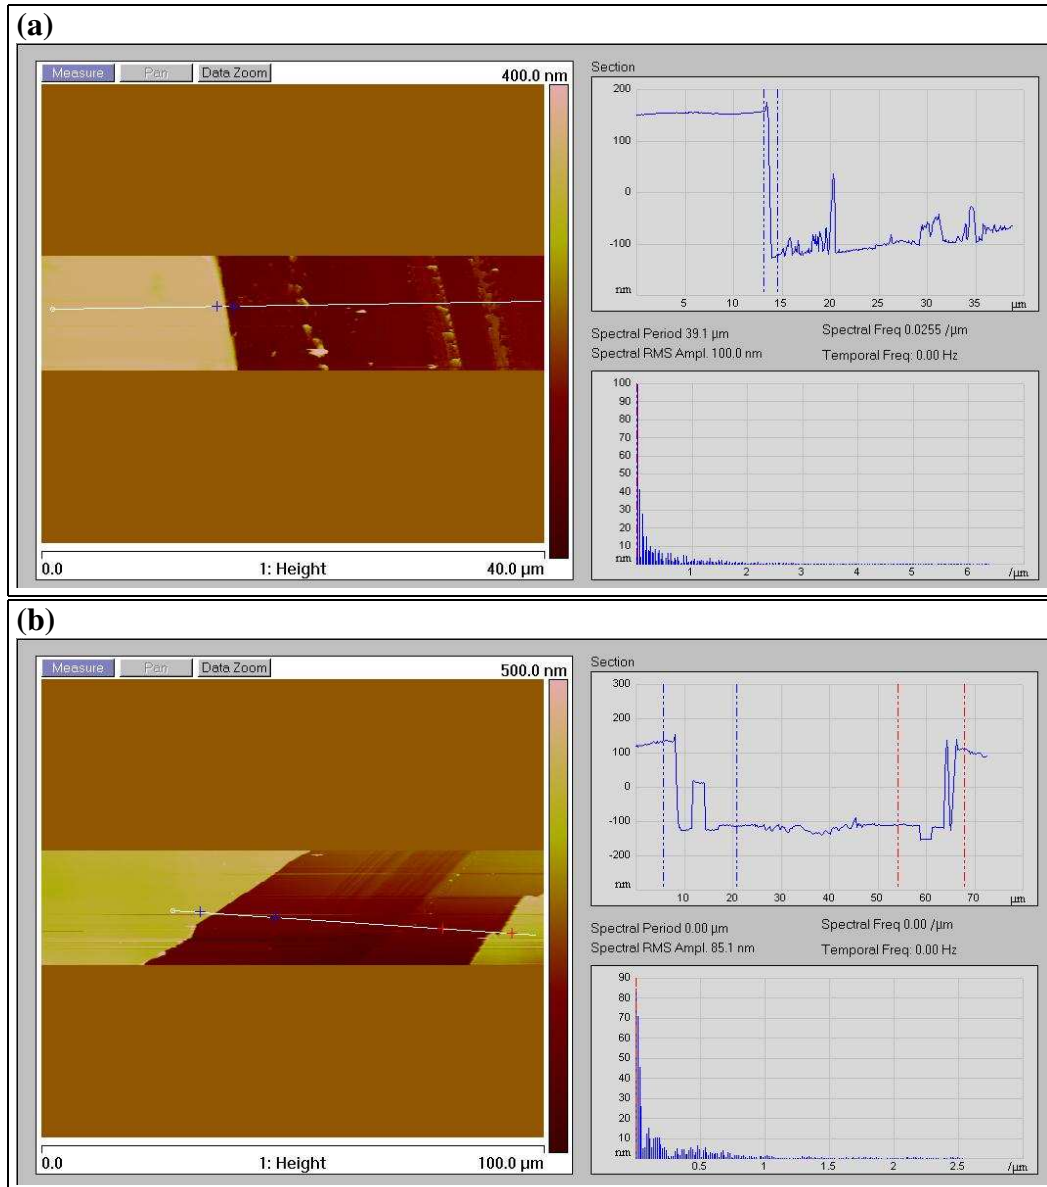 (a)
Measure Pan Data Zoom 400.0 nm
0.0 1: Height 40.0 µm
Section
200
100
0
-100
nm
5 10 15 20 25 30 35 µm
Spectral Period 39.1 µm Spectral Freq 0.0255 /µm
Spectral RMS Ampl. 100.0 nm Temporal Freq: 0.00 Hz
100
90
80
70
60
50
40
30
20
10
nm
1 2 3 4 5 6 /µm
(b)
Measure Pan Data Zoom 500.0 nm
0.0 1: Height 100.0 µm
Section
300
200
100
0
-100
-200
nm
10 20 30 40 50 60 70 µm
Spectral Period 0.00 µm Spectral Freq 0.00 /µm
Spectral RMS Ampl. 85.1 nm Temporal Freq: 0.00 Hz
90
80
70
60
50
40
30
20
10
nm
0.5 1 1.5 2 2.5 /µm